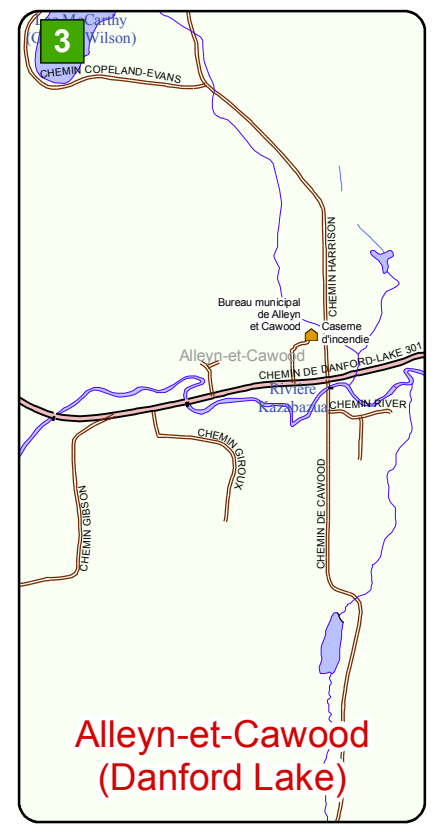 3
McCarthy
Wilson)
CHEMIN COPELAND-EVANS
CHEMIN HARRISON
Bureau municipal
de Alleyn
et Cawood
Caserne
d'incendie
Alleyn-et-Cawood
CHEMIN DE DANFORD-LAKE 301
Rivière
Kazabazua
CHEMIN RIVER
CHEMIN GIROUX
CHEMIN GIBSON
CHEMIN DE CAWOOD
Alleyn-et-Cawood
(Danford Lake)